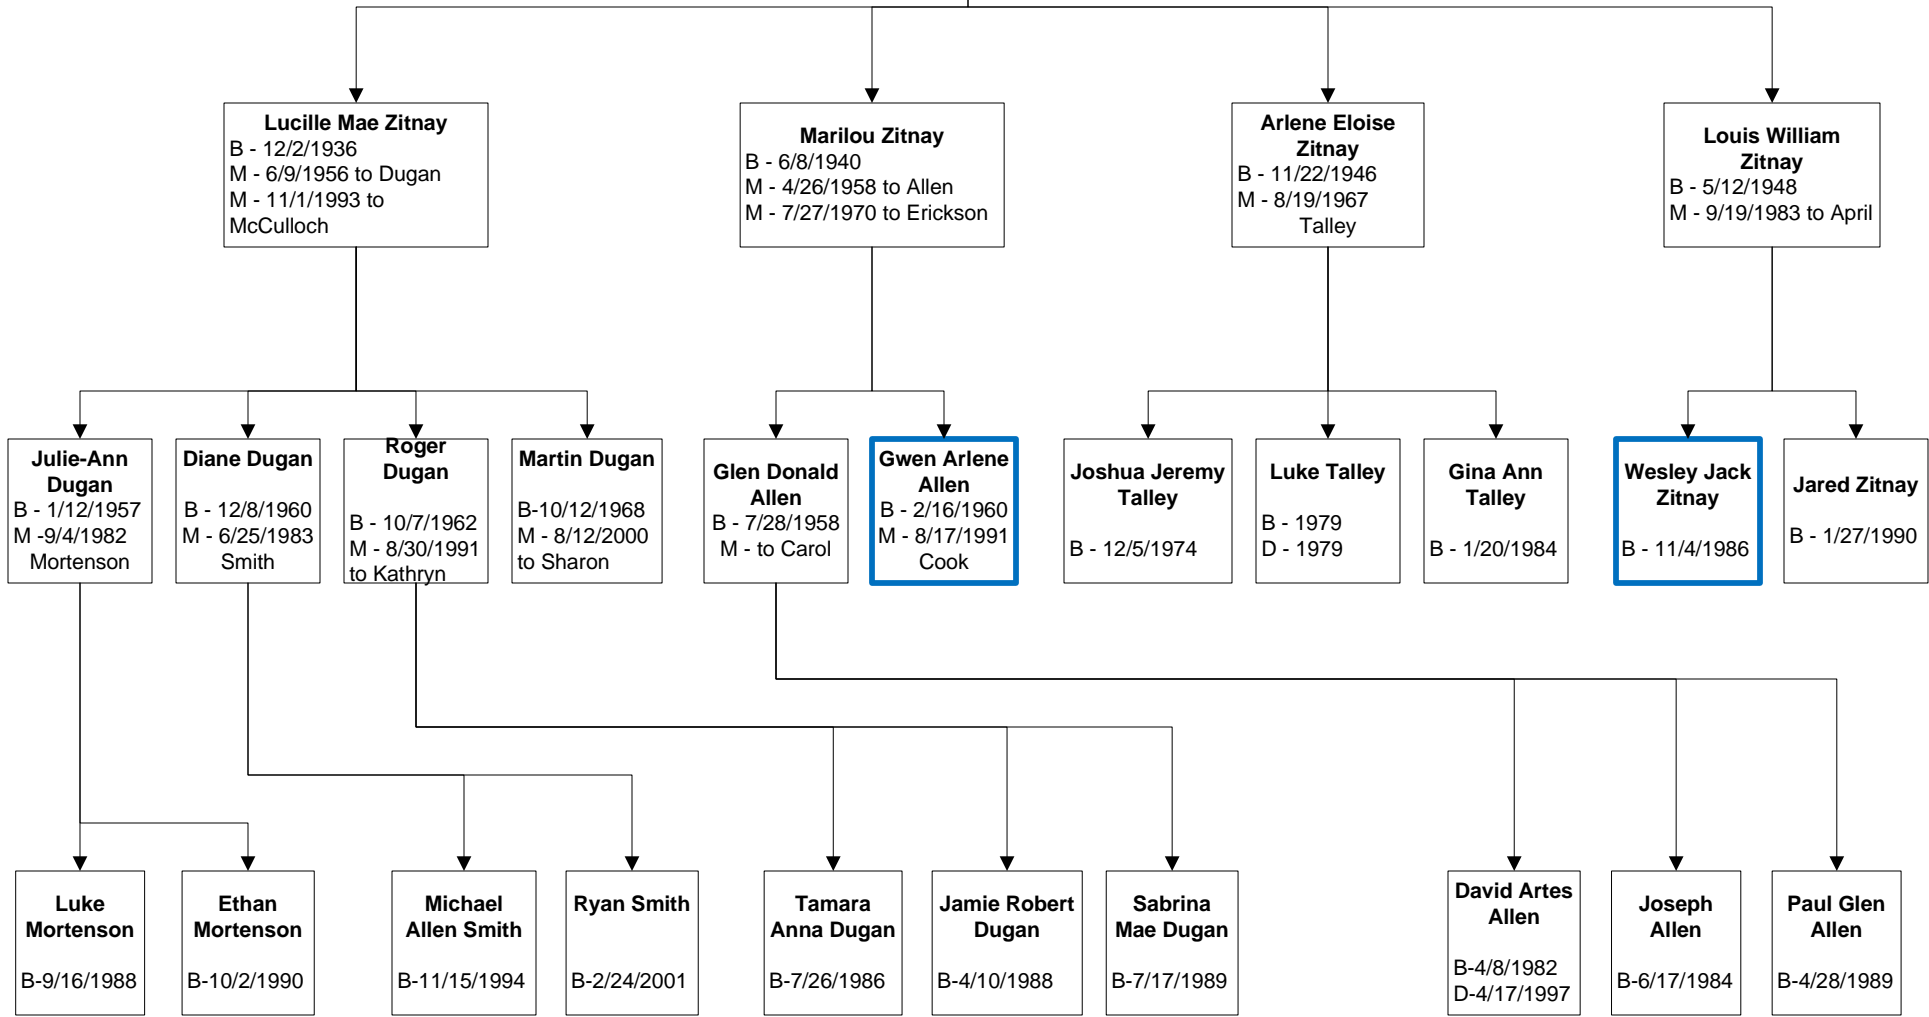 Lucille Mae Zitnay
B - 12/2/1936
M - 6/9/1956 to Dugan
M - 11/1/1993 to
McCulloch
Marilou Zitnay
B - 6/8/1940
M - 4/26/1958 to Allen
M - 7/27/1970 to Erickson
Arlene Eloise
Zitnay
B - 11/22/1946
M - 8/19/1967
Talley
Louis William
Zitnay
B - 5/12/1948
M - 9/19/1983 to April
Julie-Ann
Dugan
B - 1/12/1957
M -9/4/1982
Mortenson
Diane Dugan
B - 12/8/1960
M - 6/25/1983
Smith
Roger
Dugan
B - 10/7/1962
M - 8/30/1991
to Kathryn
Martin Dugan
B-10/12/1968
M - 8/12/2000
to Sharon
Glen Donald
Allen
B - 7/28/1958
M - to Carol
Gwen Arlene
Allen
B - 2/16/1960
M - 8/17/1991
Cook
Joshua Jeremy
Talley
B - 12/5/1974
Luke Talley
B - 1979
D - 1979
Gina Ann
Talley
B - 1/20/1984
Wesley Jack
Zitnay
B - 11/4/1986
Jared Zitnay
B - 1/27/1990
Luke
Mortenson
B-9/16/1988
Ethan
Mortenson
B-10/2/1990
Michael
Allen Smith
B-11/15/1994
Ryan Smith
B-2/24/2001
Tamara
Anna Dugan
B-7/26/1986
Jamie Robert
Dugan
B-4/10/1988
Sabrina
Mae Dugan
B-7/17/1989
David Artes
Allen
B-4/8/1982
D-4/17/1997
Joseph
Allen
B-6/17/1984
Paul Glen
Allen
B-4/28/1989